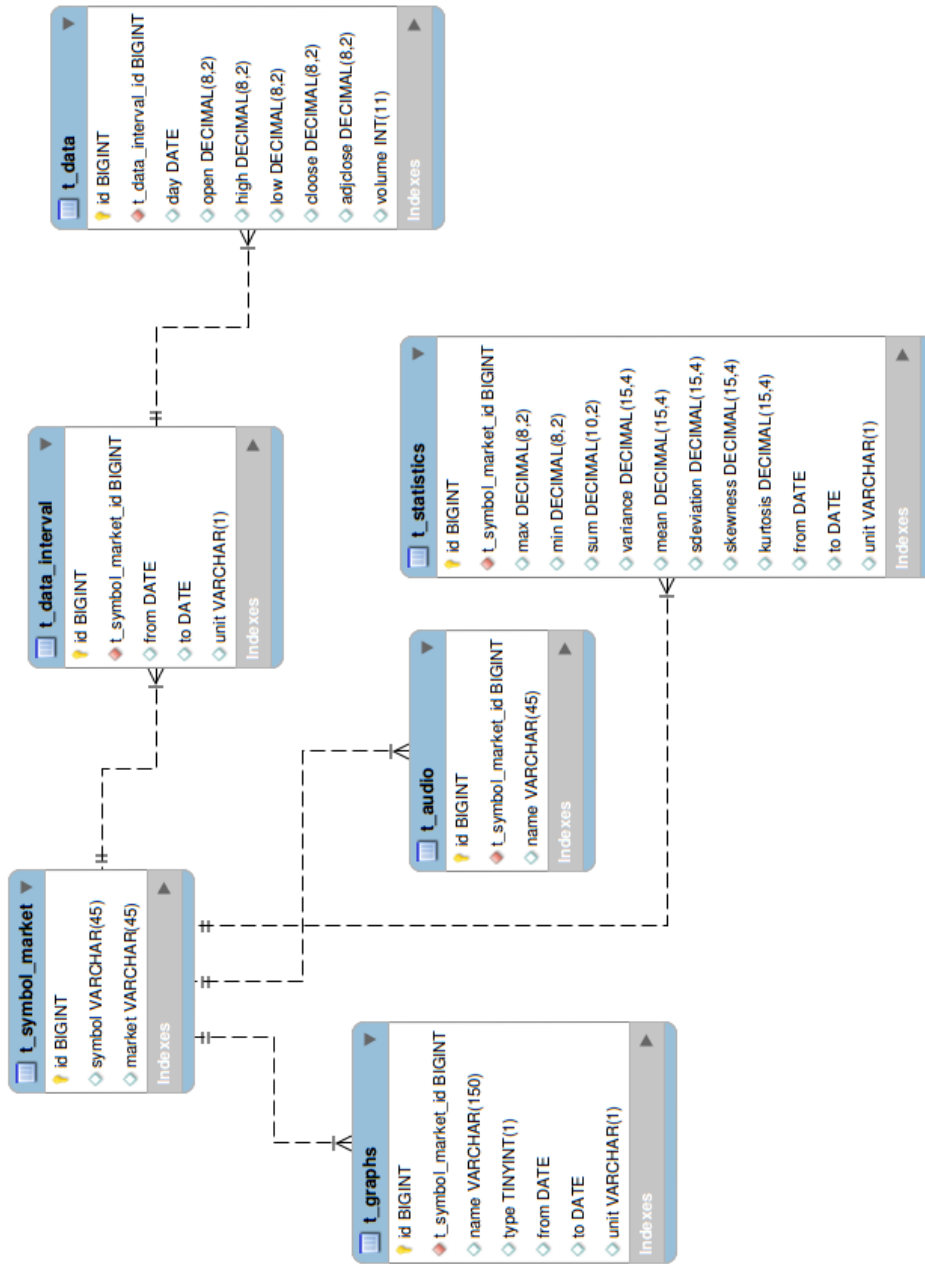 t_symbol_market
id BIGINT
symbol VARCHAR(45)
market VARCHAR(45)
Indexes
t_data_interval
id BIGINT
t_symbol_market_id BIGINT
from DATE
to DATE
unit VARCHAR(1)
Indexes
t_data
id BIGINT
t_data_interval_id BIGINT
day DATE
open DECIMAL(8,2)
high DECIMAL(8,2)
low DECIMAL(8,2)
cloose DECIMAL(8,2)
adjclose DECIMAL(8,2)
volume INT(11)
Indexes
t_graphs
id BIGINT
t_symbol_market_id BIGINT
name VARCHAR(150)
type TINYINT(1)
from DATE
to DATE
unit VARCHAR(1)
Indexes
t_audio
id BIGINT
t_symbol_market_id BIGINT
name VARCHAR(45)
Indexes
t_statistics
id BIGINT
t_symbol_market_id BIGINT
max DECIMAL(8,2)
min DECIMAL(8,2)
sum DECIMAL(10,2)
variance DECIMAL(15,4)
mean DECIMAL(15,4)
sdeviation DECIMAL(15,4)
skewness DECIMAL(15,4)
kurtosis DECIMAL(15,4)
from DATE
to DATE
unit VARCHAR(1)
Indexes